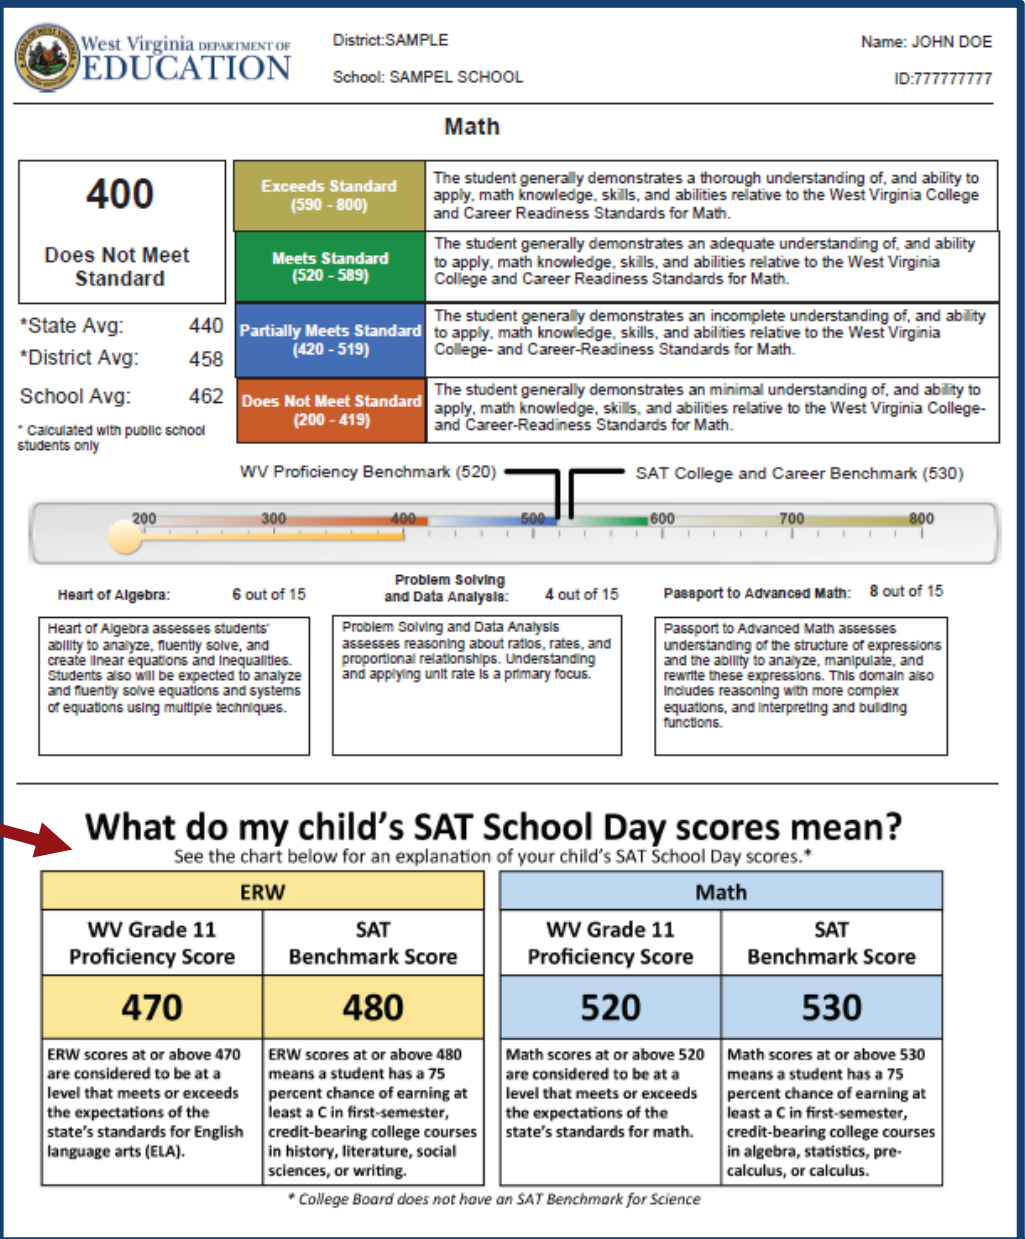 West Virginia DEPARTMENT OF
EDUCATION
District:SAMPLE
School: SAMPEL SCHOOL
Name: JOHN DOE
ID:777777777
Math
400
Does Not Meet
Standard
*State Avg: 440
*District Avg: 458
School Avg: 462
* Calculated with public school
students only
Exceeds Standard
(590 - 800)
The student generally demonstrates a thorough understanding of, and ability to
apply, math knowledge, skills, and abilities relative to the West Virginia College
and Career Readiness Standards for Math.
Meets Standard
(520 - 589)
The student generally demonstrates an adequate understanding of, and ability
to apply, math knowledge, skills, and abilities relative to the West Virginia
College and Career Readiness Standards for Math.
Partially Meets Standard
(420 - 519)
The student generally demonstrates an incomplete understanding of, and ability
to apply, math knowledge, skills, and abilities relative to the West Virginia
College- and Career-Readiness Standards for Math.
Does Not Meet Standard
(200 - 419)
The student generally demonstrates an minimal understanding of, and ability to
apply, math knowledge, skills, and abilities relative to the West Virginia College-
and Career-Readiness Standards for Math.
WV Proficiency Benchmark (520)
SAT College and Career Benchmark (530)
200 300 400 500 600 700 800
Heart of Algebra: 6 out of 15
Heart of Algebra assesses students'
ability to analyze, fluently solve, and
create linear equations and inequalities.
Students also will be expected to analyze
and fluently solve equations and systems
of equations using multiple techniques.
Problem Solving
and Data Analysis: 4 out of 15
Problem Solving and Data Analysis
assesses reasoning about ratios, rates, and
proportional relationships. Understanding
and applying unit rate is a primary focus.
Passport to Advanced Math: 8 out of 15
Passport to Advanced Math assesses
understanding of the structure of expressions
and the ability to analyze, manipulate, and
rewrite these expressions. This domain also
includes reasoning with more complex
equations, and interpreting and building
functions.
What do my child's SAT School Day scores mean?
See the chart below for an explanation of your child's SAT School Day scores.*
ERW
WV Grade 11
Proficiency Score
470
ERW scores at or above 470
are considered to be at a
level that meets or exceeds
the expectations of the
state's standards for English
language arts (ELA).
SAT
Benchmark Score
480
ERW scores at or above 480
means a student has a 75
percent chance of earning at
least a C in first-semester,
credit-bearing college courses
in history, literature, social
sciences, or writing.
Math
WV Grade 11
Proficiency Score
520
Math scores at or above 520
are considered to be at a
level that meets or exceeds
the expectations of the
state's standards for math.
SAT
Benchmark Score
530
Math scores at or above 530
means a student has a 75
percent chance of earning at
least a C in first-semester,
credit-bearing college courses
in algebra, statistics, pre-
calculus, or calculus.
* College Board does not have an SAT Benchmark for Science